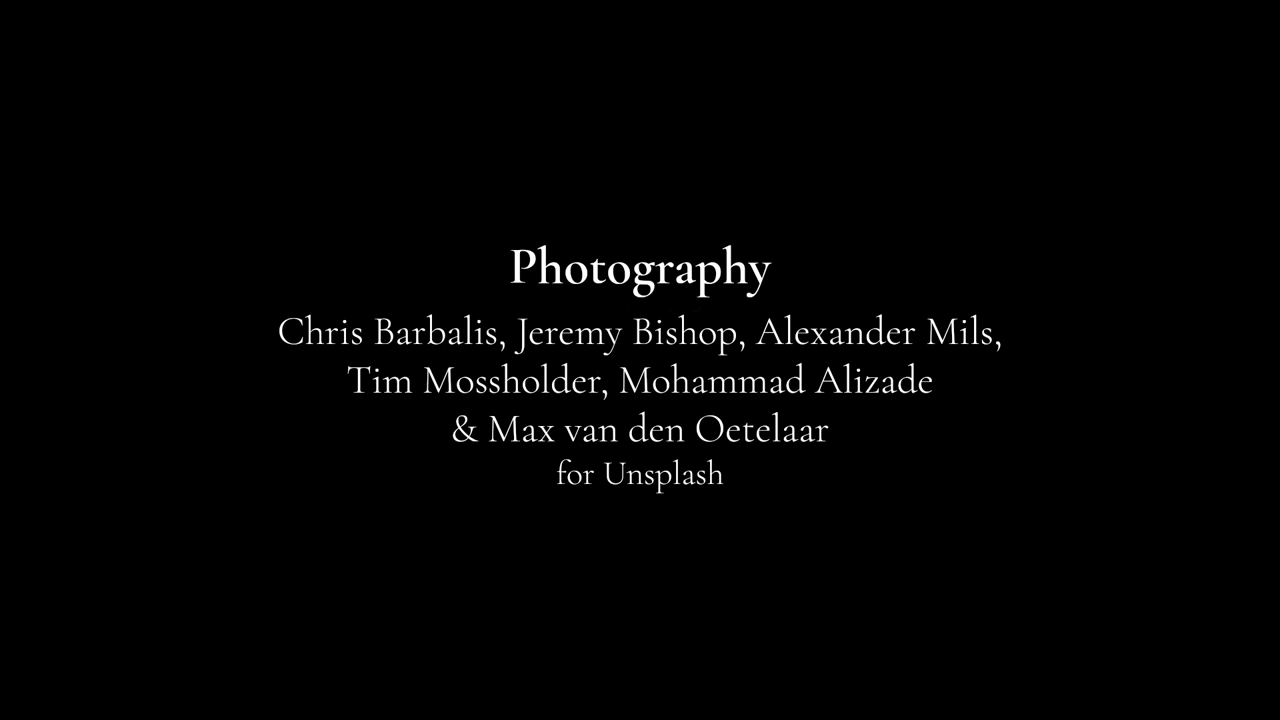 Photography
Chris Barbalis, Jeremy Bishop, Alexander Mils,
Tim Mossholder, Mohammad Alizade
& Max van den Oetelaar
for Unsplash